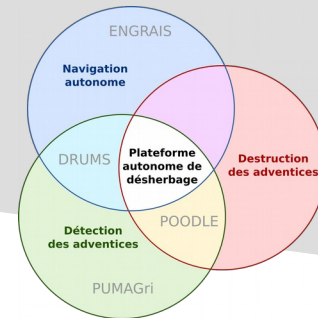 ENGRAIS
Navigation
autonome
DRUMS
Plateforme
autonome de
désherbage
Destruction
des adventices
Détection
des adventices
POODLE
PUMAGri